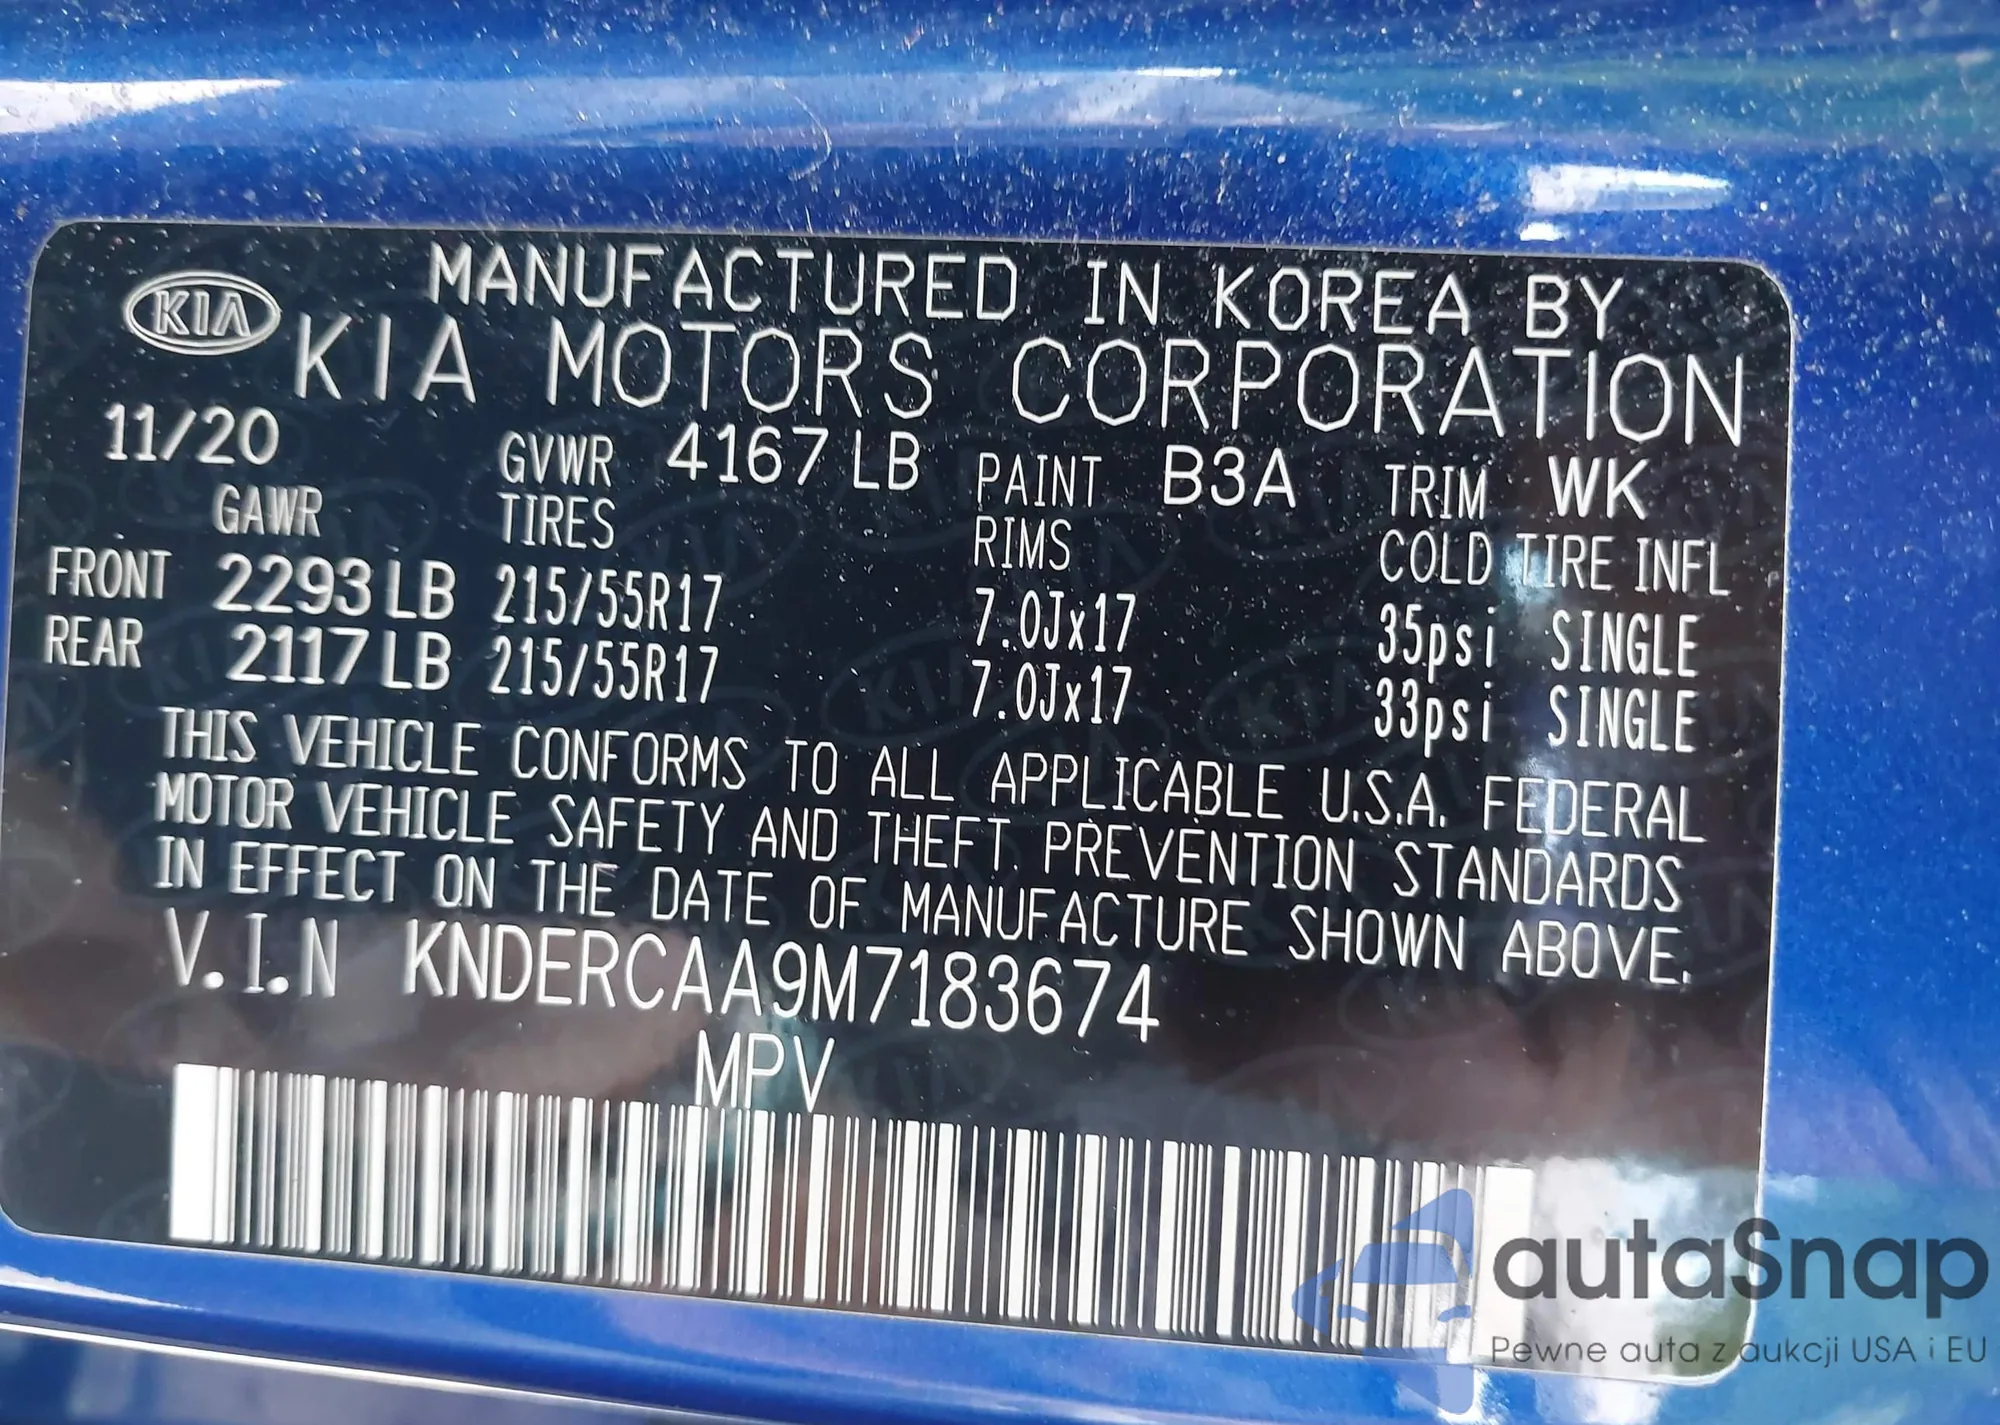 KIA
MANUFACTURED IN KOREA BY
KIA MOTORS CORPORATION
11/20 GVWR 4167 LB PAINT B3A TRIM WK
GAWR TIRES RIMS COLD TIRE INFL
FRONT 2293 LB 215/55R17 7.0Jx17 35psi SINGLE
REAR 2117 LB 215/55R17 7.0Jx17 33psi SINGLE
THIS VEHICLE CONFORMS TO ALL APPLICABLE U.S.A. FEDERAL
MOTOR VEHICLE SAFETY AND THEFT PREVENTION STANDARDS
IN EFFECT ON THE DATE OF MANUFACTURE SHOWN ABOVE.
V.I.N KNDERCAA9M7183674
MPV
autaSnap
Pewne auta z aukcji USA i EU